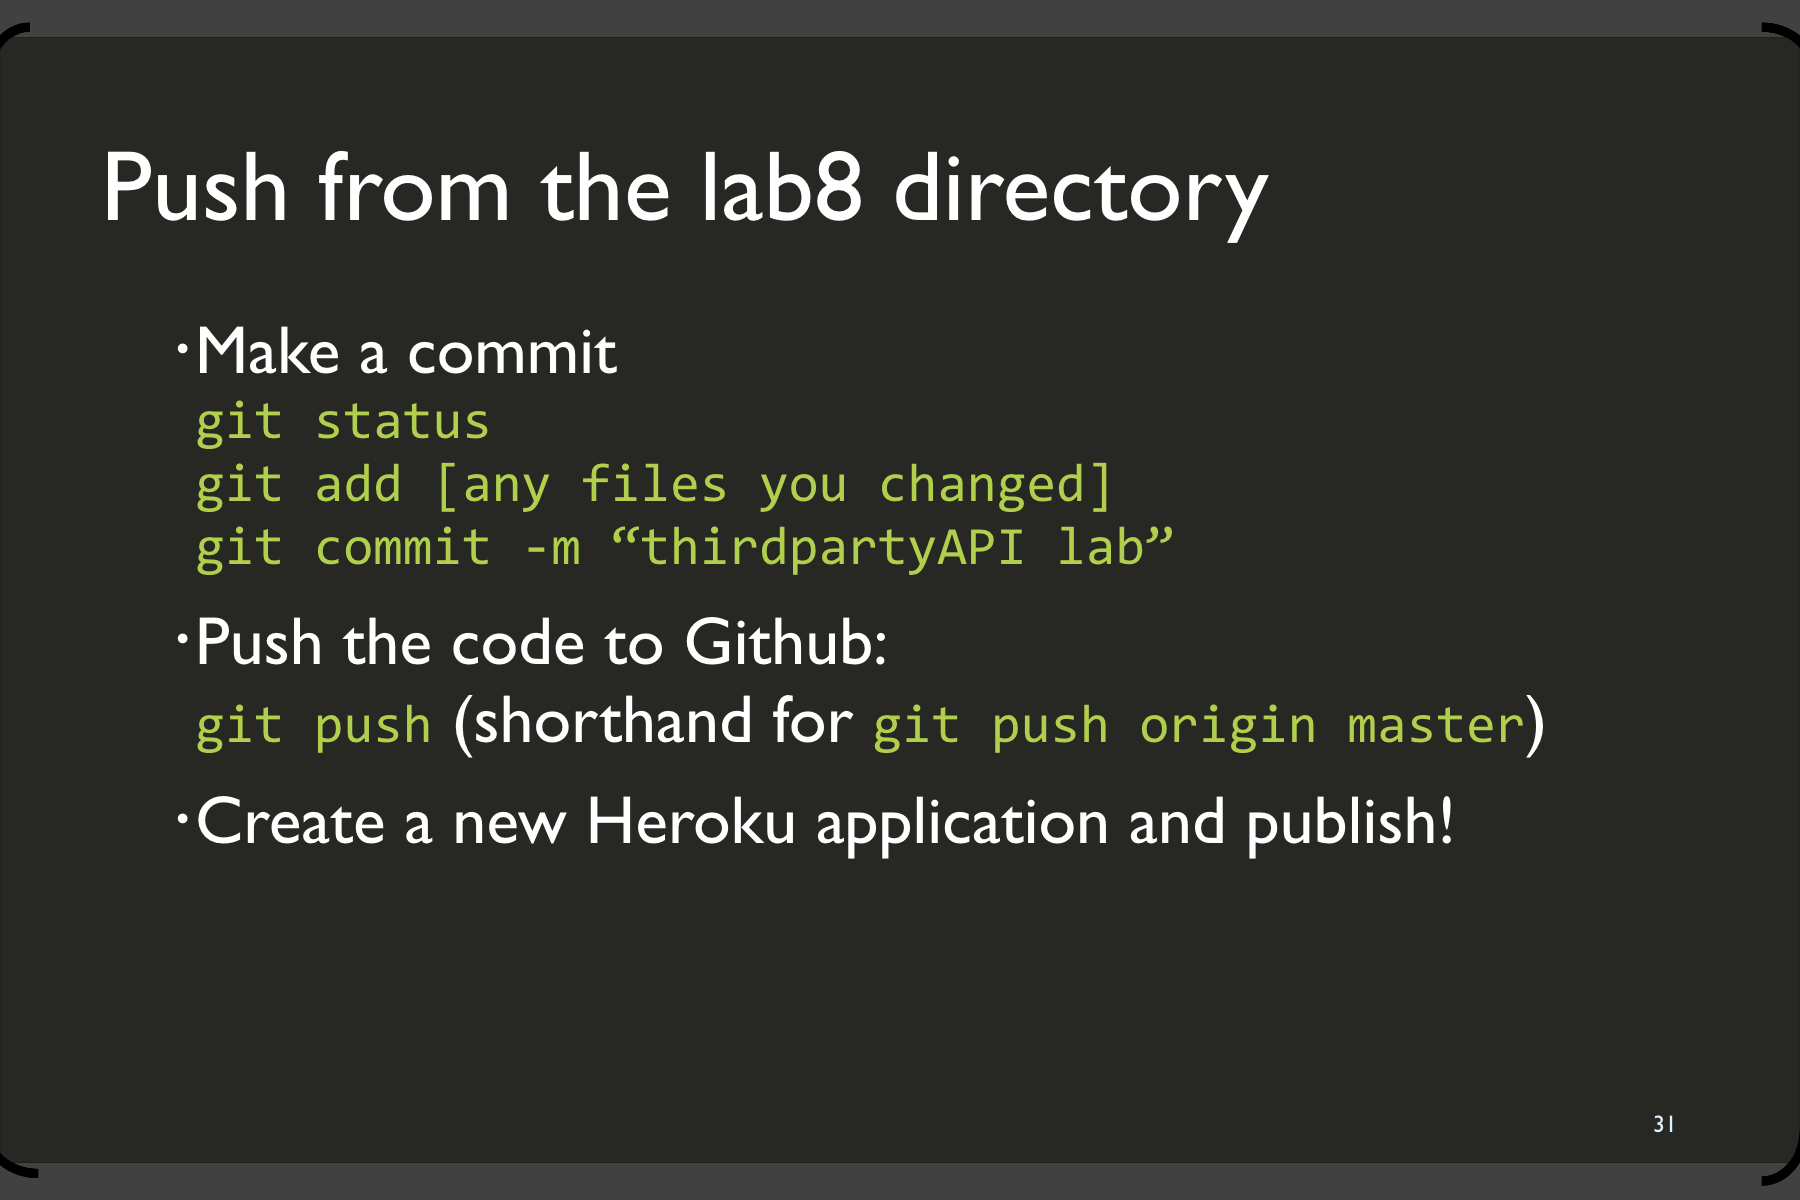 Push from the lab8 directory
•Make a commit
git status
git add [any files you changed]
git commit -m “thirdpartyAPI lab”
•Push the code to Github:
git push (shorthand for git push origin master)
•Create a new Heroku application and publish!
31